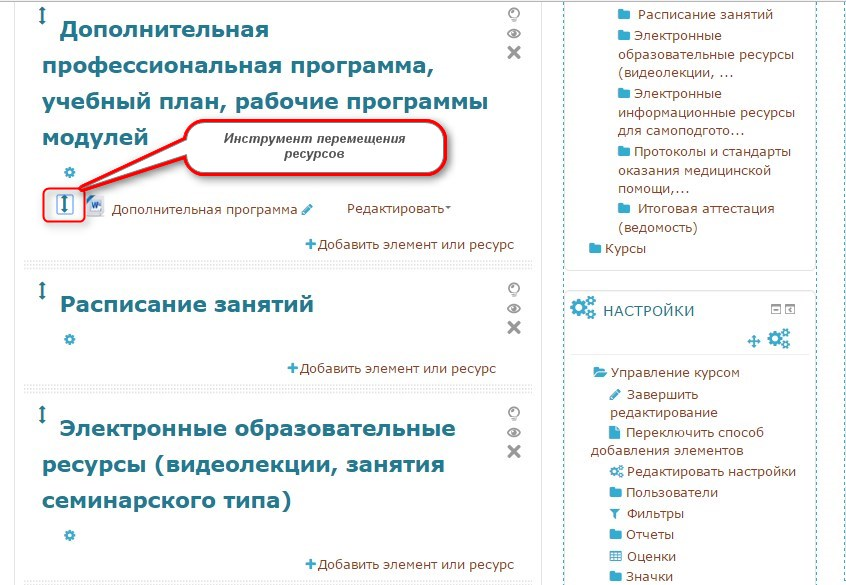 Дополнительная
профессиональная программа,
учебный план, рабочие программы
модулей
Инструмент перемещения
ресурсов
Дополнительная программа
Редактировать
Добавить элемент или ресурс
Расписание занятий
Добавить элемент или ресурс
Электронные образовательные
ресурсы (видеолекции, занятия
семинарского типа)
Добавить элемент или ресурс
Расписание занятий
Электронные
образовательные ресурсы
(видеолекции, ...
Электронные
информационные ресурсы
для самоподгото...
Протоколы и стандарты
оказания медицинской
помощи,...
Итоговая аттестация
(ведомость)
Курсы
НАСТРОЙКИ
Управление курсом
Завершить
редактирование
Переключить способ
добавления элементов
Редактировать настройки
Пользователи
Фильтры
Отчеты
Оценки
Значки